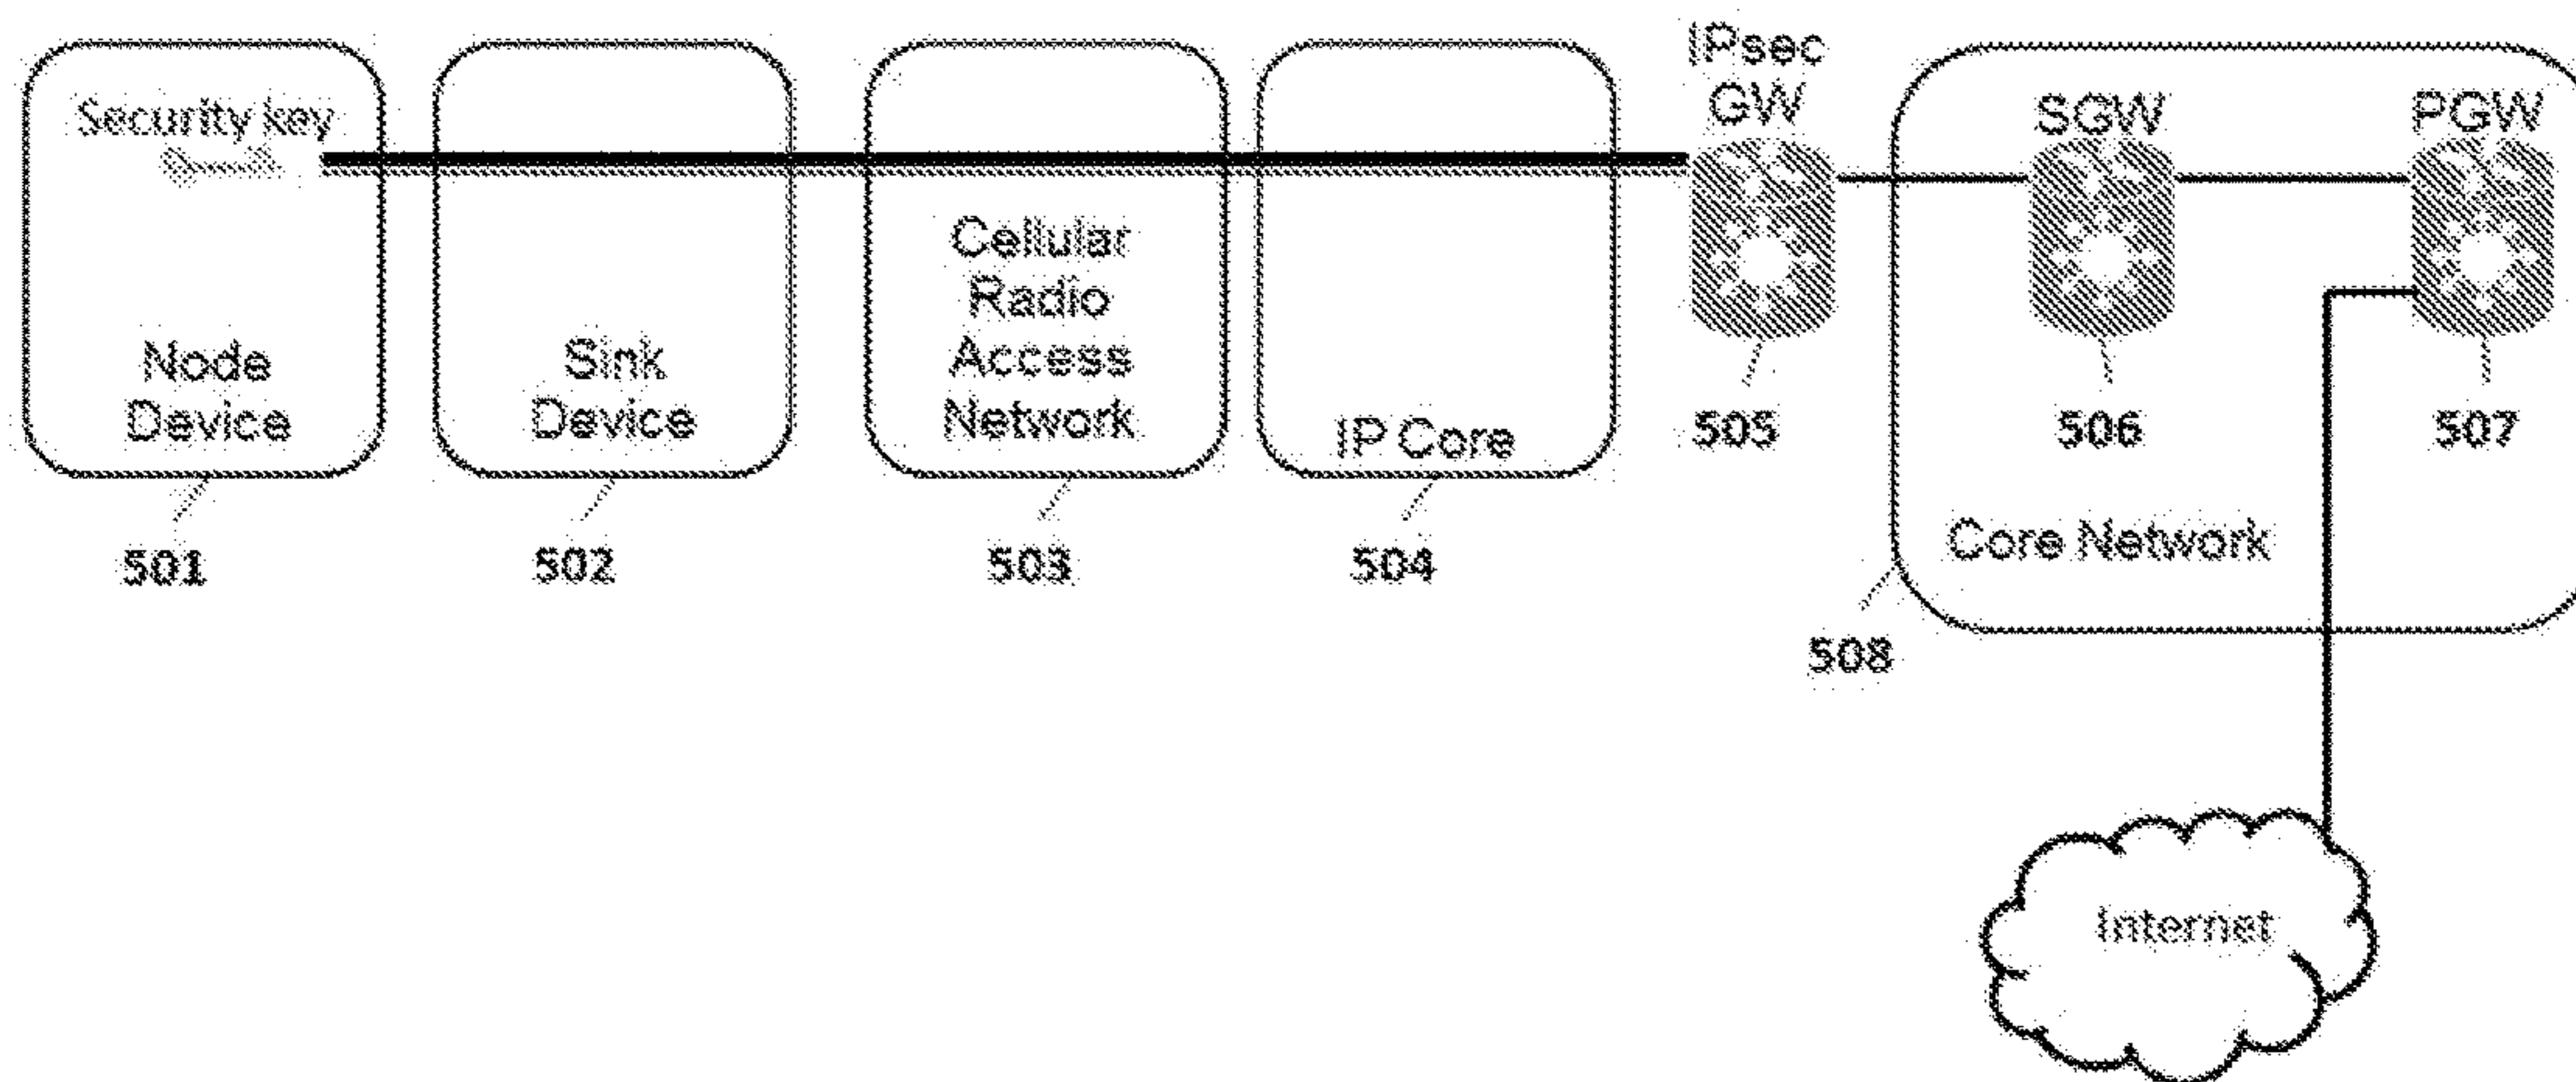 Security key
Node
Device
501
Sink
Device
502
Cellular
Radio
Access
Network
503
IP Core
504
IPsec
GW
505
SGW
506
PGW
507
Core Network
508
Internet